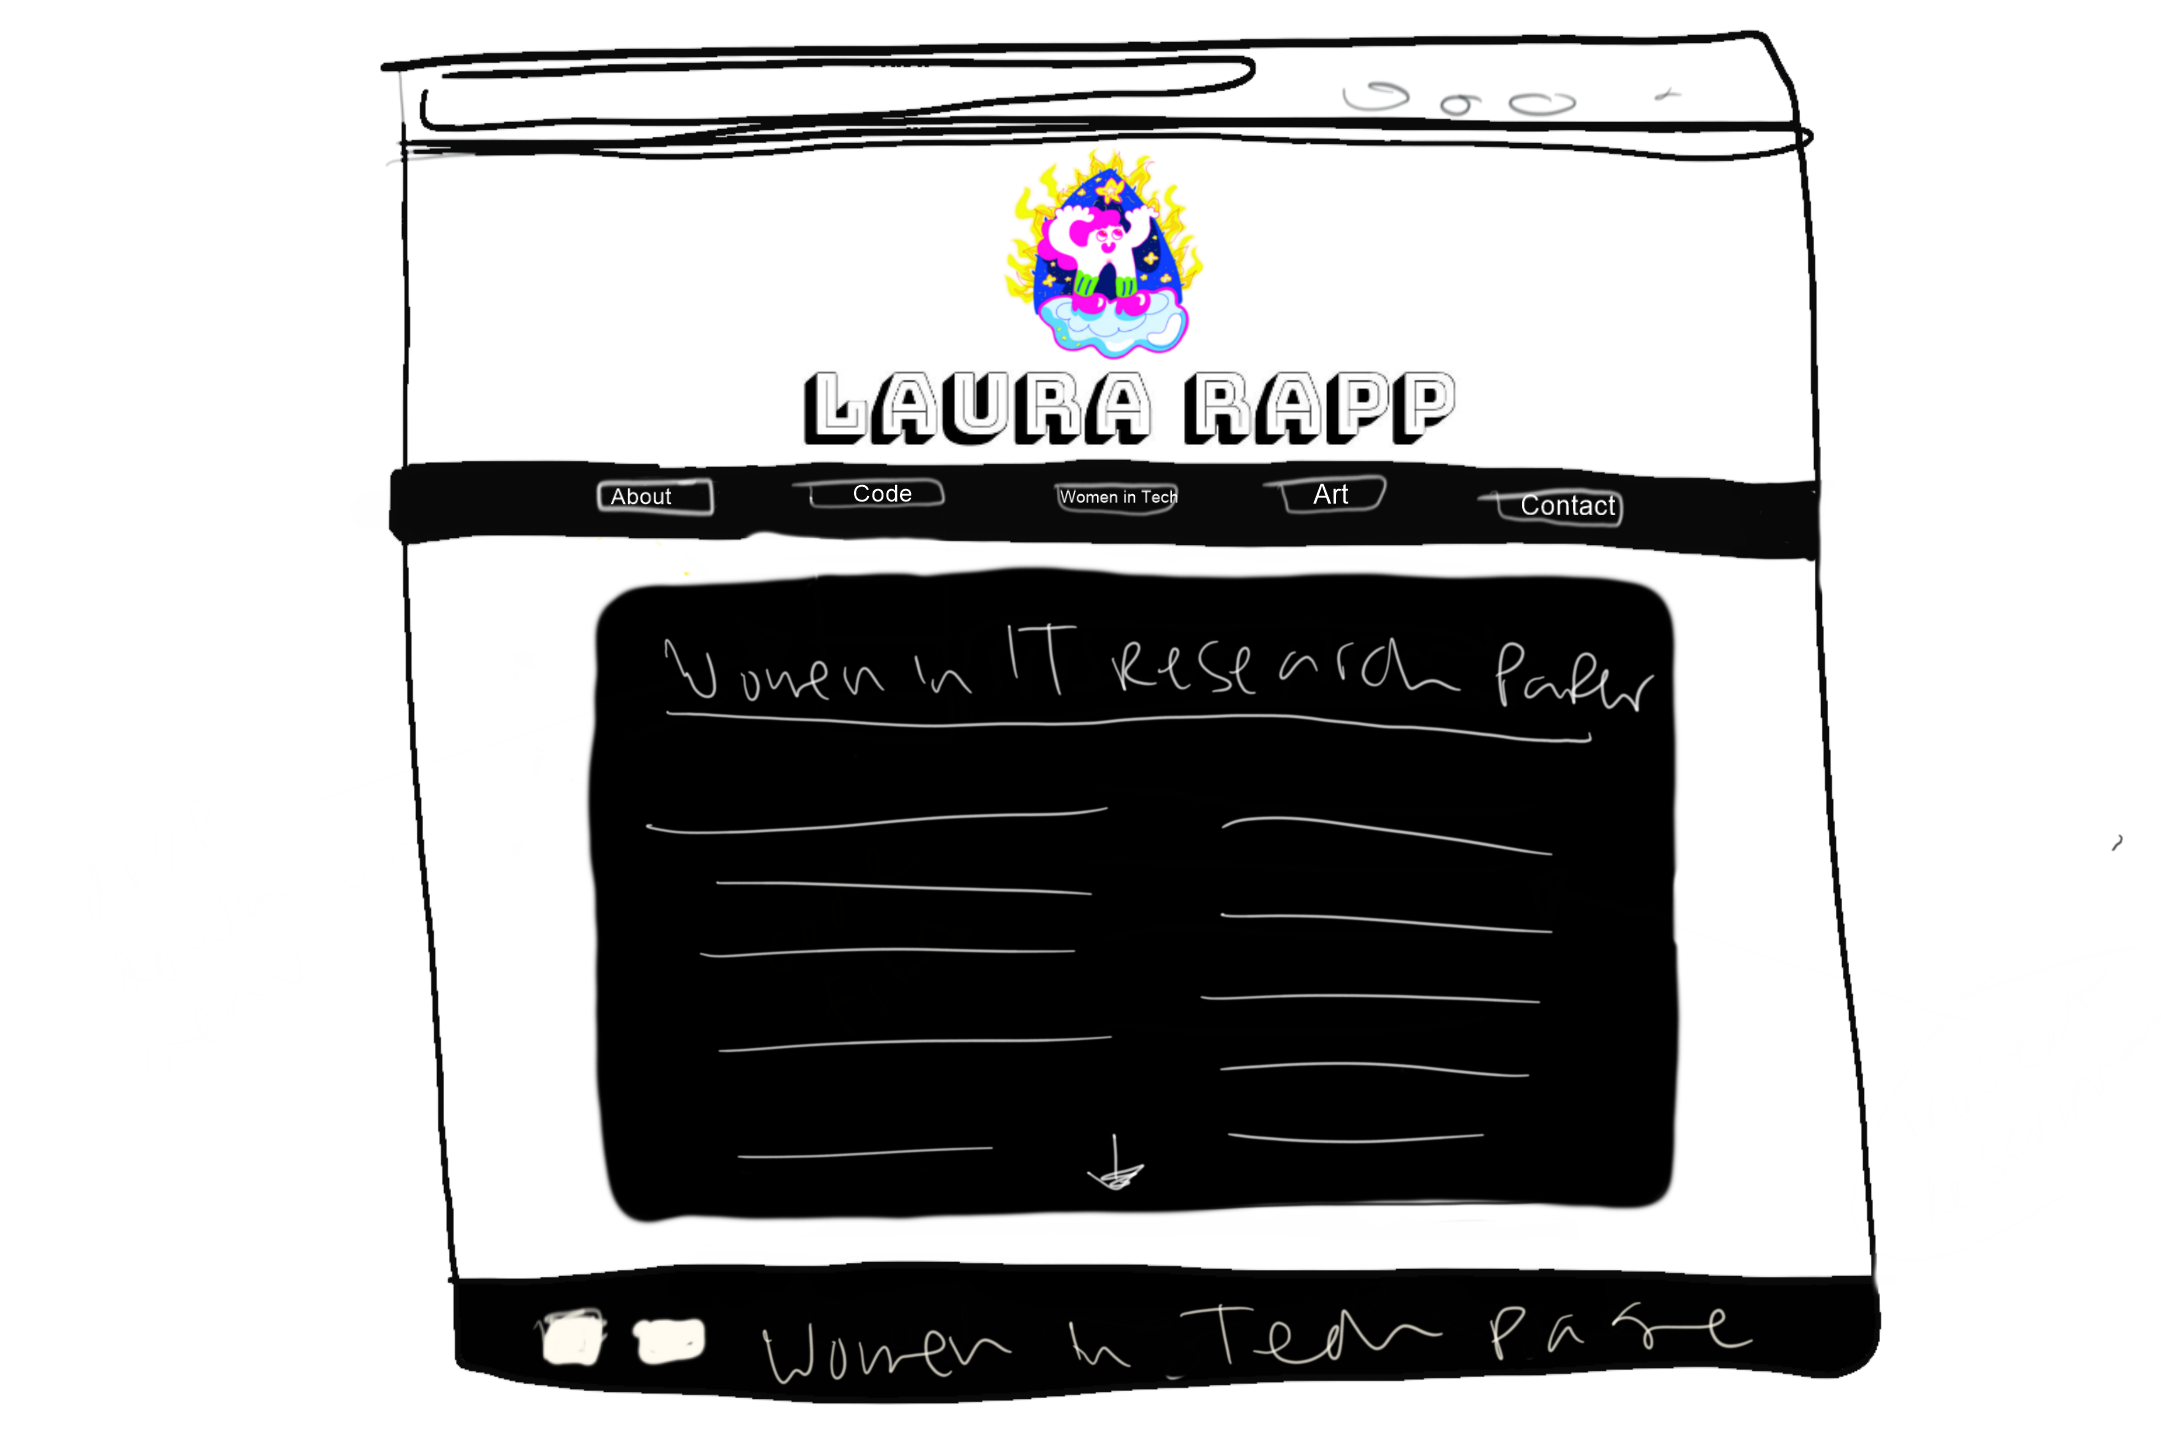 LAURA RAPP
About Code Women in Tech Art Contact
Women in IT Research Paper
Women in Tech Page